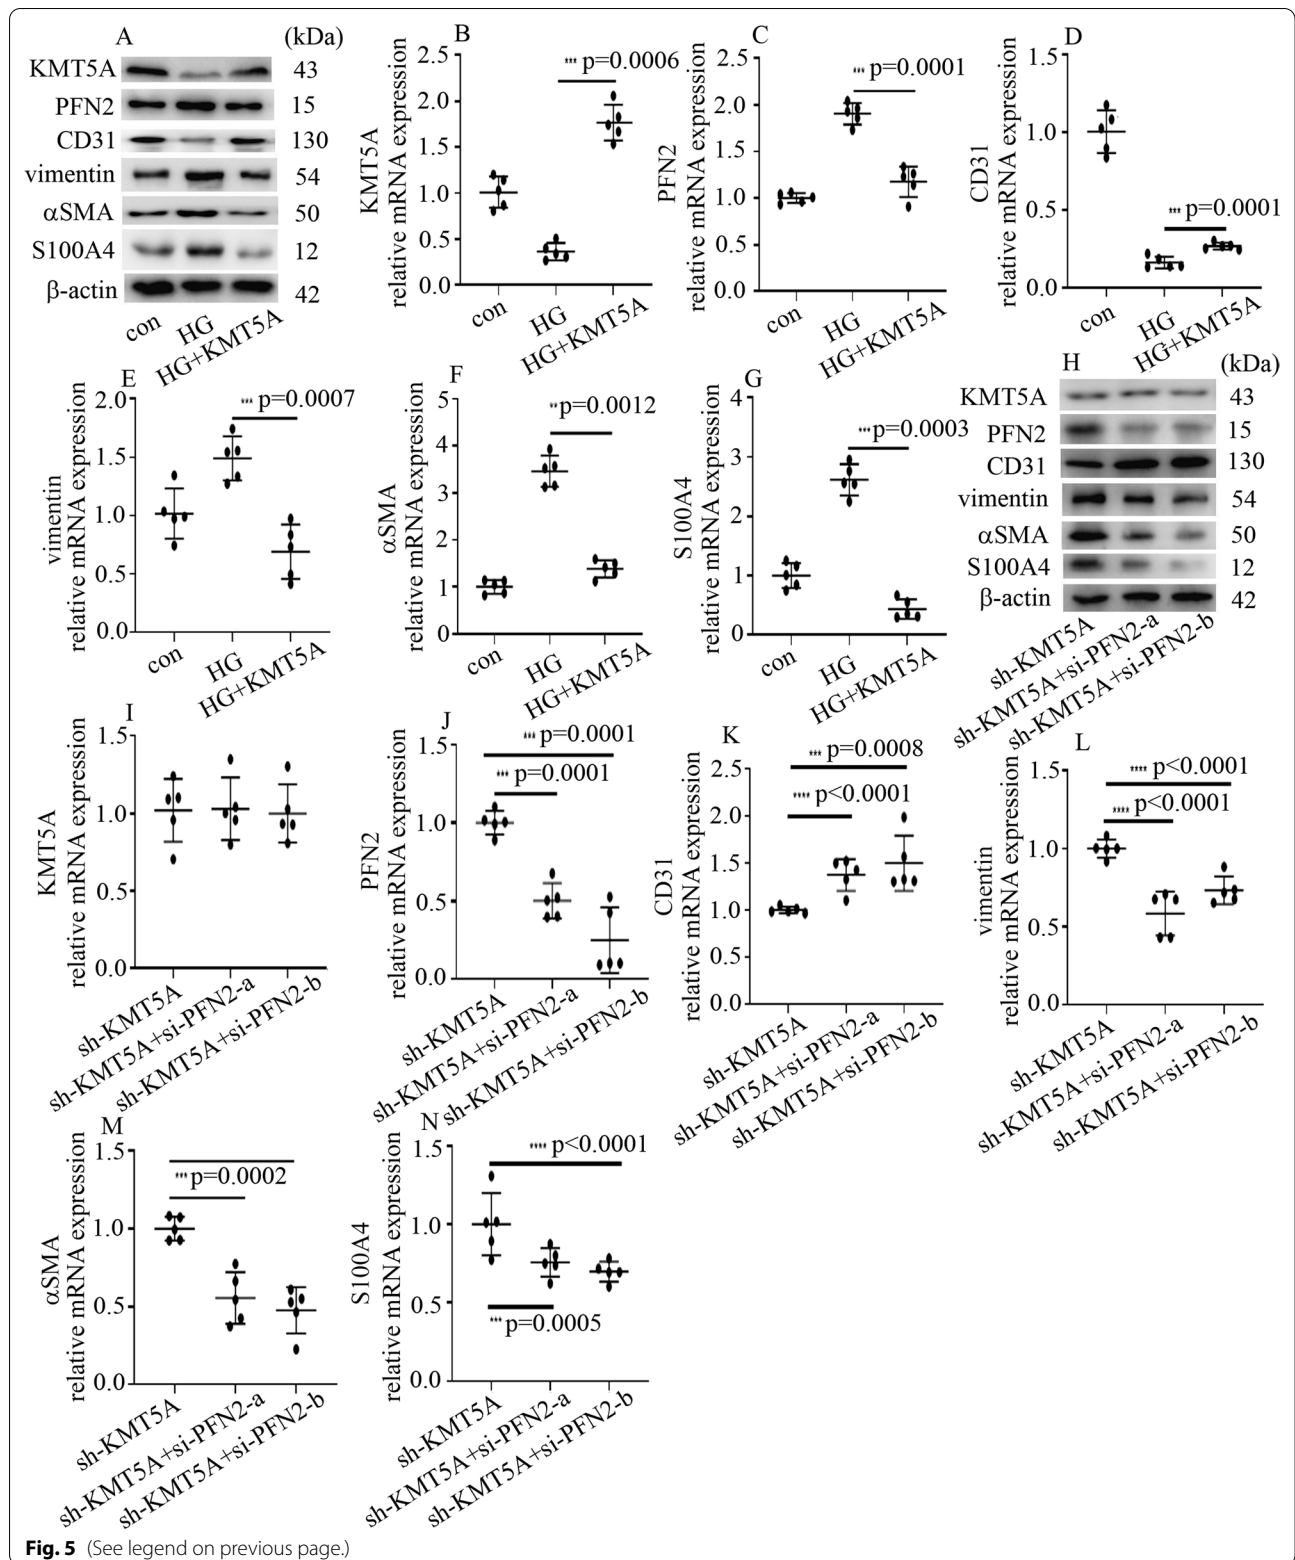 A
(kDa)
KMT5A
43
PFN2
15
CD31
130
vimentin
54
αSMA
50
S100A4
12
β-actin
42
con
HG
HG+KMT5A
B
KMT5A
relative mRNA expression
2.5
2.0
1.5
1.0
0.5
0.0
*** p=0.0006
con
HG
HG+KMT5A
C
PFN2
relative mRNA expression
2.5
2.0
1.5
1.0
0.5
0.0
*** p=0.0001
con
HG
HG+KMT5A
D
CD31
relative mRNA expression
1.5
1.0
0.5
0.0
*** p=0.0001
con
HG
HG+KMT5A
E
vimentin
relative mRNA expression
2.0
1.5
1.0
0.5
0.0
*** p=0.0007
con
HG
HG+KMT5A
F
αSMA
relative mRNA expression
5
4
3
2
1
0
** p=0.0012
con
HG
HG+KMT5A
G
S100A4
relative mRNA expression
4
3
2
1
0
*** p=0.0003
con
HG
HG+KMT5A
H
(kDa)
KMT5A
43
PFN2
15
CD31
130
vimentin
54
αSMA
50
S100A4
12
β-actin
42
sh-KMT5A
sh-KMT5A+si-PFN2-a
sh-KMT5A+si-PFN2-b
I
KMT5A
relative mRNA expression
1.5
1.0
0.5
0.0
sh-KMT5A
sh-KMT5A+si-PFN2-a
sh-KMT5A+si-PFN2-b
J
PFN2
relative mRNA expression
1.5
1.0
0.5
0.0
*** p=0.0001
*** p=0.0001
sh-KMT5A
sh-KMT5A+si-PFN2-a
sh-KMT5A+si-PFN2-b
K
CD31
relative mRNA expression
2.5
2.0
1.5
1.0
0.5
0.0
*** p=0.0008
**** p<0.0001
sh-KMT5A
sh-KMT5A+si-PFN2-a
sh-KMT5A+si-PFN2-b
L
vimentin
relative mRNA expression
1.5
1.0
0.5
0.0
**** p<0.0001
**** p<0.0001
sh-KMT5A
sh-KMT5A+si-PFN2-a
sh-KMT5A+si-PFN2-b
M
αSMA
relative mRNA expression
1.5
1.0
0.5
0.0
*** p=0.0002
sh-KMT5A
sh-KMT5A+si-PFN2-a
sh-KMT5A+si-PFN2-b
N
S100A4
relative mRNA expression
1.5
1.0
0.5
0.0
**** p<0.0001
*** p=0.0005
sh-KMT5A
sh-KMT5A+si-PFN2-a
sh-KMT5A+si-PFN2-b
Fig. 5 (See legend on previous page.)